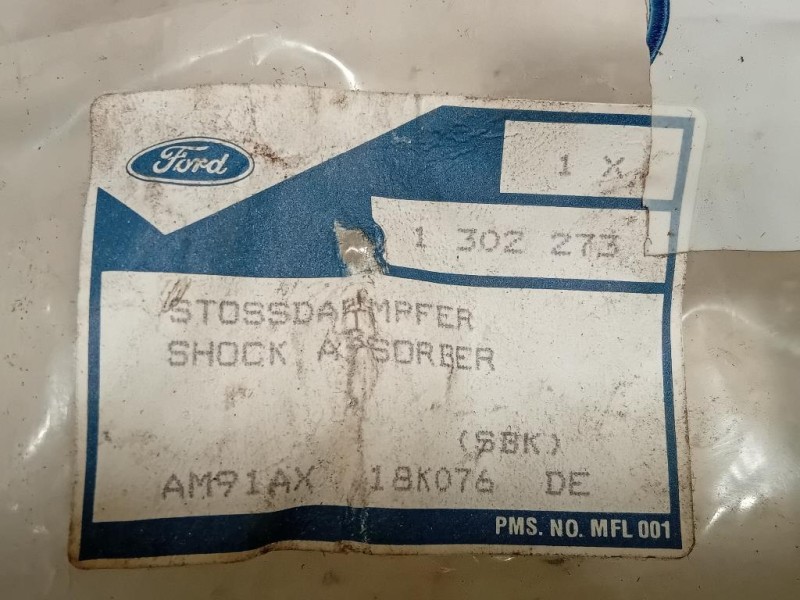 Ford
1 X
1 302 273
STOSSDAEMPFER
SHOCK ABSORBER
(SBK)
AM91AX 18K076 DE
PMS. NO. MFL 001